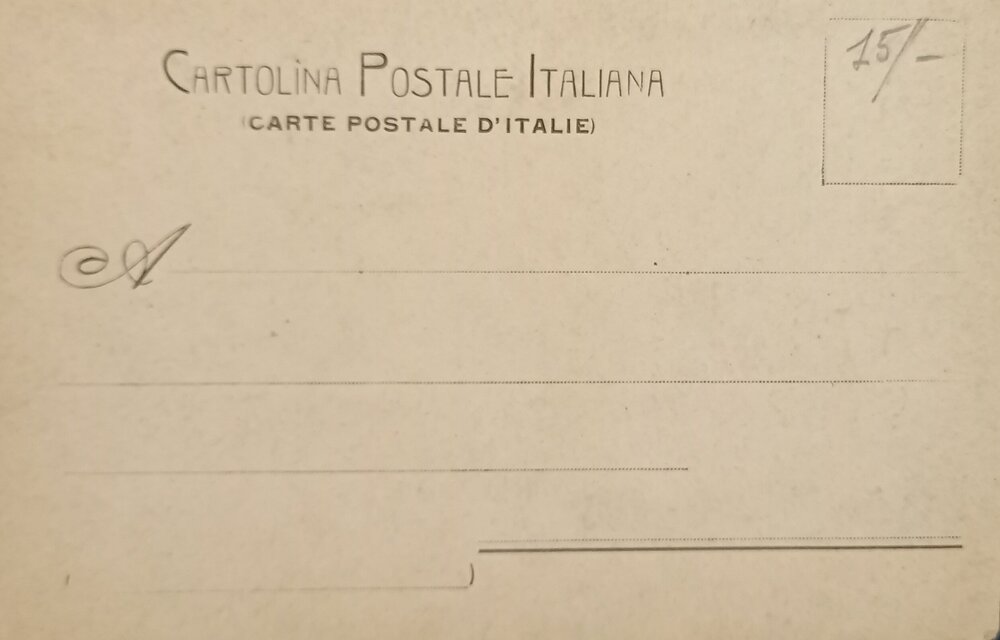 CARTOLINA POSTALE ITALIANA
(CARTE POSTALE D'ITALIE)
15/-
A